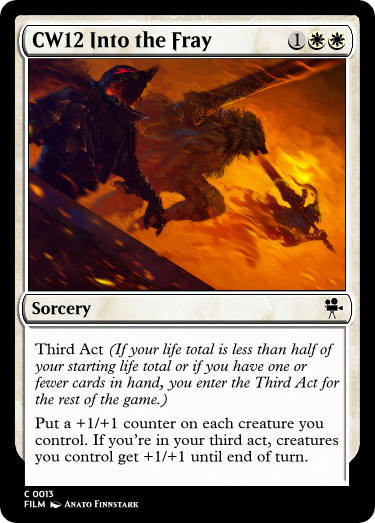 CW12 Into the Fray 1
Sorcery
Third Act (If your life total is less than half of
your starting life total or if you have one or
fewer cards in hand, you enter the Third Act for
the rest of the game.)
Put a +1/+1 counter on each creature you
control. If you're in your third act, creatures
you control get +1/+1 until end of turn.
C 0013
FILM Anato Finnstark